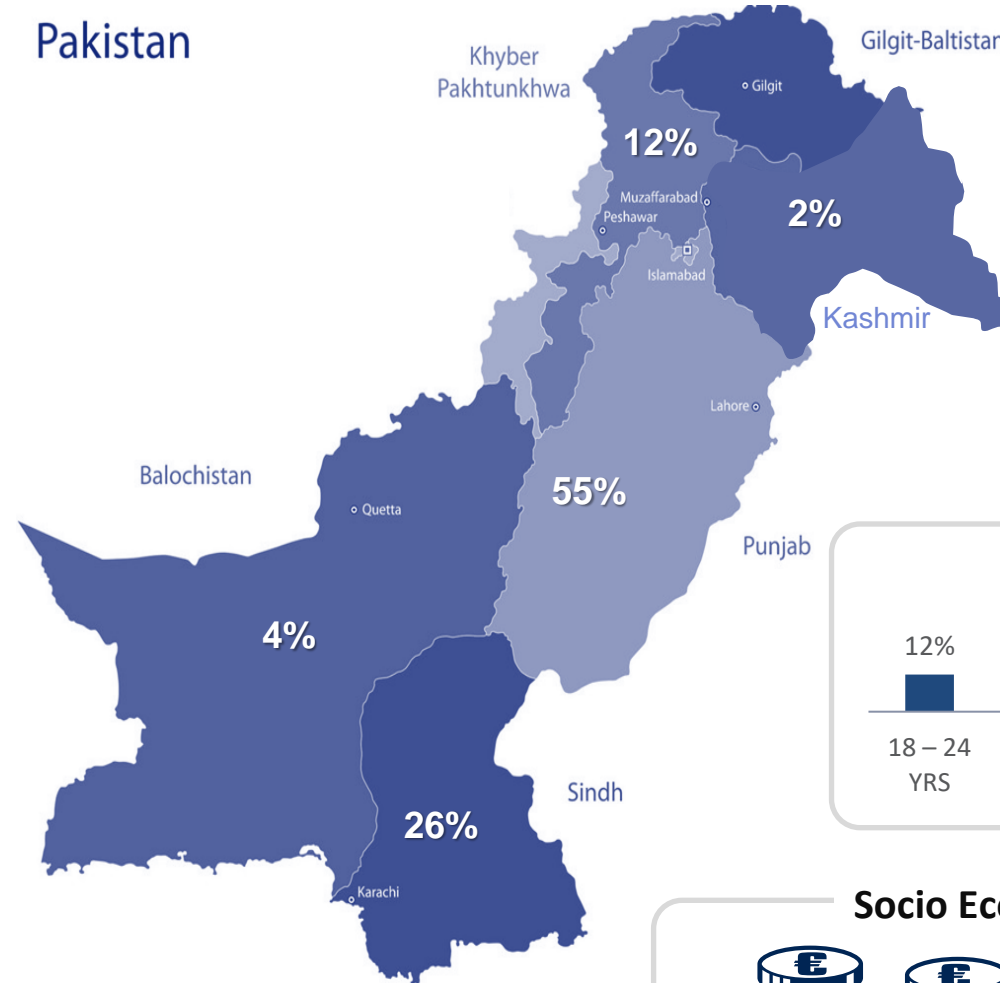 Pakistan
Khyber
Pakhtunkhwa
Gilgit-Baltistan
Gilgit
12%
Muzaffarabad
Peshawar
2%
Islamabad
Kashmir
Lahore
Balochistan
55%
Quetta
Punjab
4%
12%
18 – 24
YRS
Sindh
26%
Karachi
Socio Eco
€
€